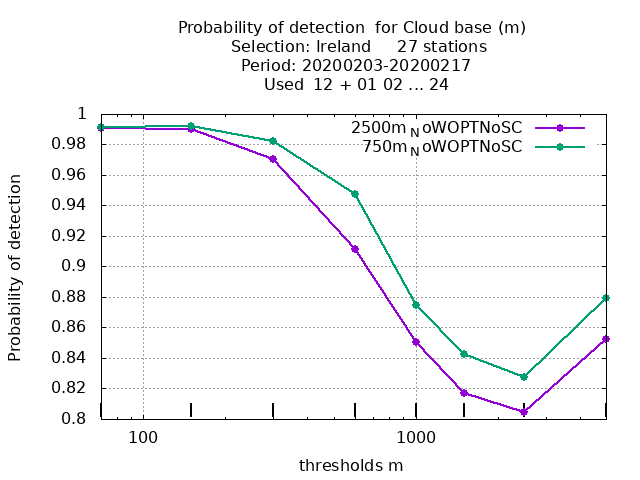 Probability of detection  for Cloud base (m)
Selection: Ireland     27 stations
Period: 20200203-20200217
Used  12 + 01 02 ... 24
2500m_NoWOPTNoSC
750m_NoWOPTNoSC
Probability of detection
1
0.98
0.96
0.94
0.92
0.9
0.88
0.86
0.84
0.82
0.8
100
1000
thresholds m